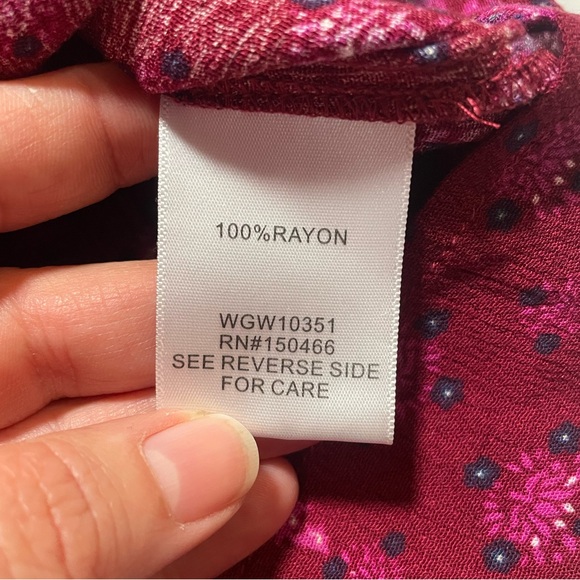 100%RAYON
WGW10351
RN#150466
SEE REVERSE SIDE
FOR CARE